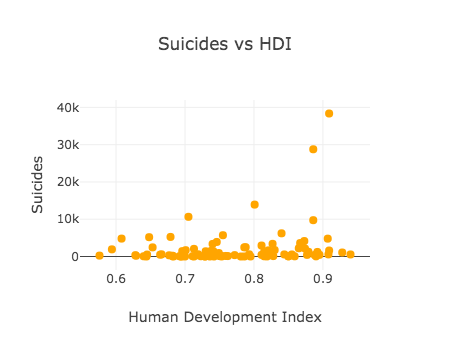 Suicides vs HDI
40k
30k
20k
10k
0
Suicides
0.6 0.7 0.8 0.9
Human Development Index